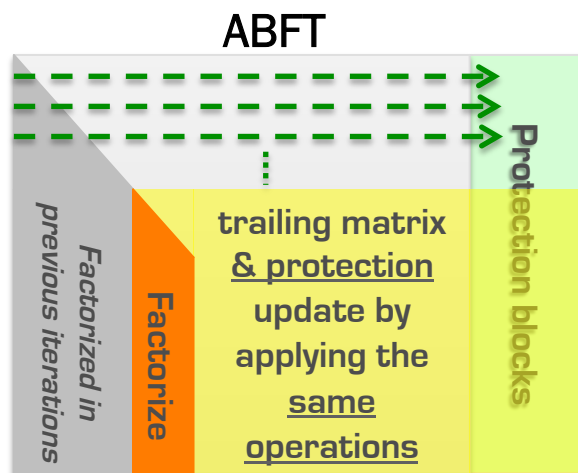 ABFT
Factorized in
previous iterations
Factorize
trailing matrix
& protection
update by
applying the
same
operations
Protection blocks